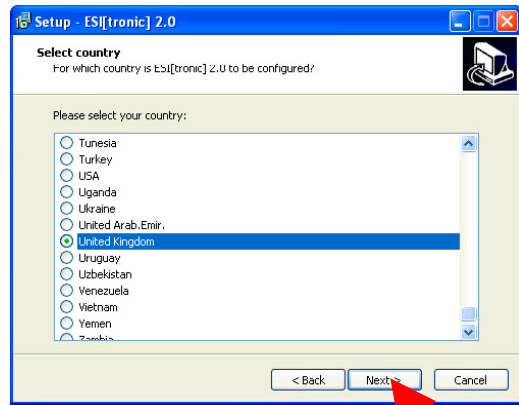 Setup - ESI[tronic] 2.0
Select country
For which country is ESI[tronic] 2.0 to be configured?
Please select your country:
Tunesia
Turkey
USA
Uganda
Ukraine
United Arab.Emir.
United Kingdom
Uruguay
Uzbekistan
Venezuela
Vietnam
Yemen
Zambia
< Back
Next >
Cancel